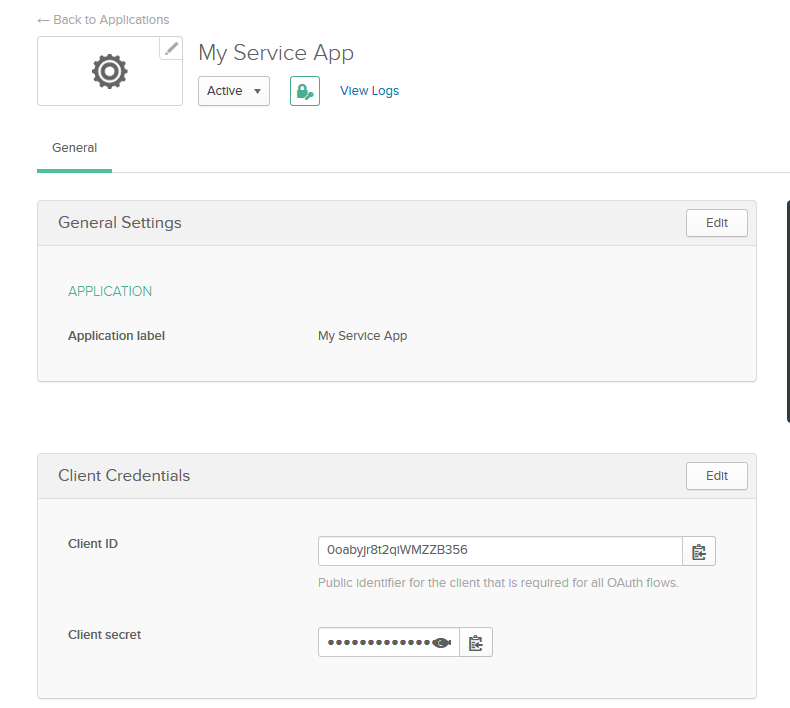 ← Back to Applications
My Service App
Active
View Logs
General
General Settings
Edit
APPLICATION
Application label
My Service App
Client Credentials
Edit
Client ID
0oabyjr8t2qiWMZZB356
Public identifier for the client that is required for all OAuth flows.
Client secret
••••••••••••••